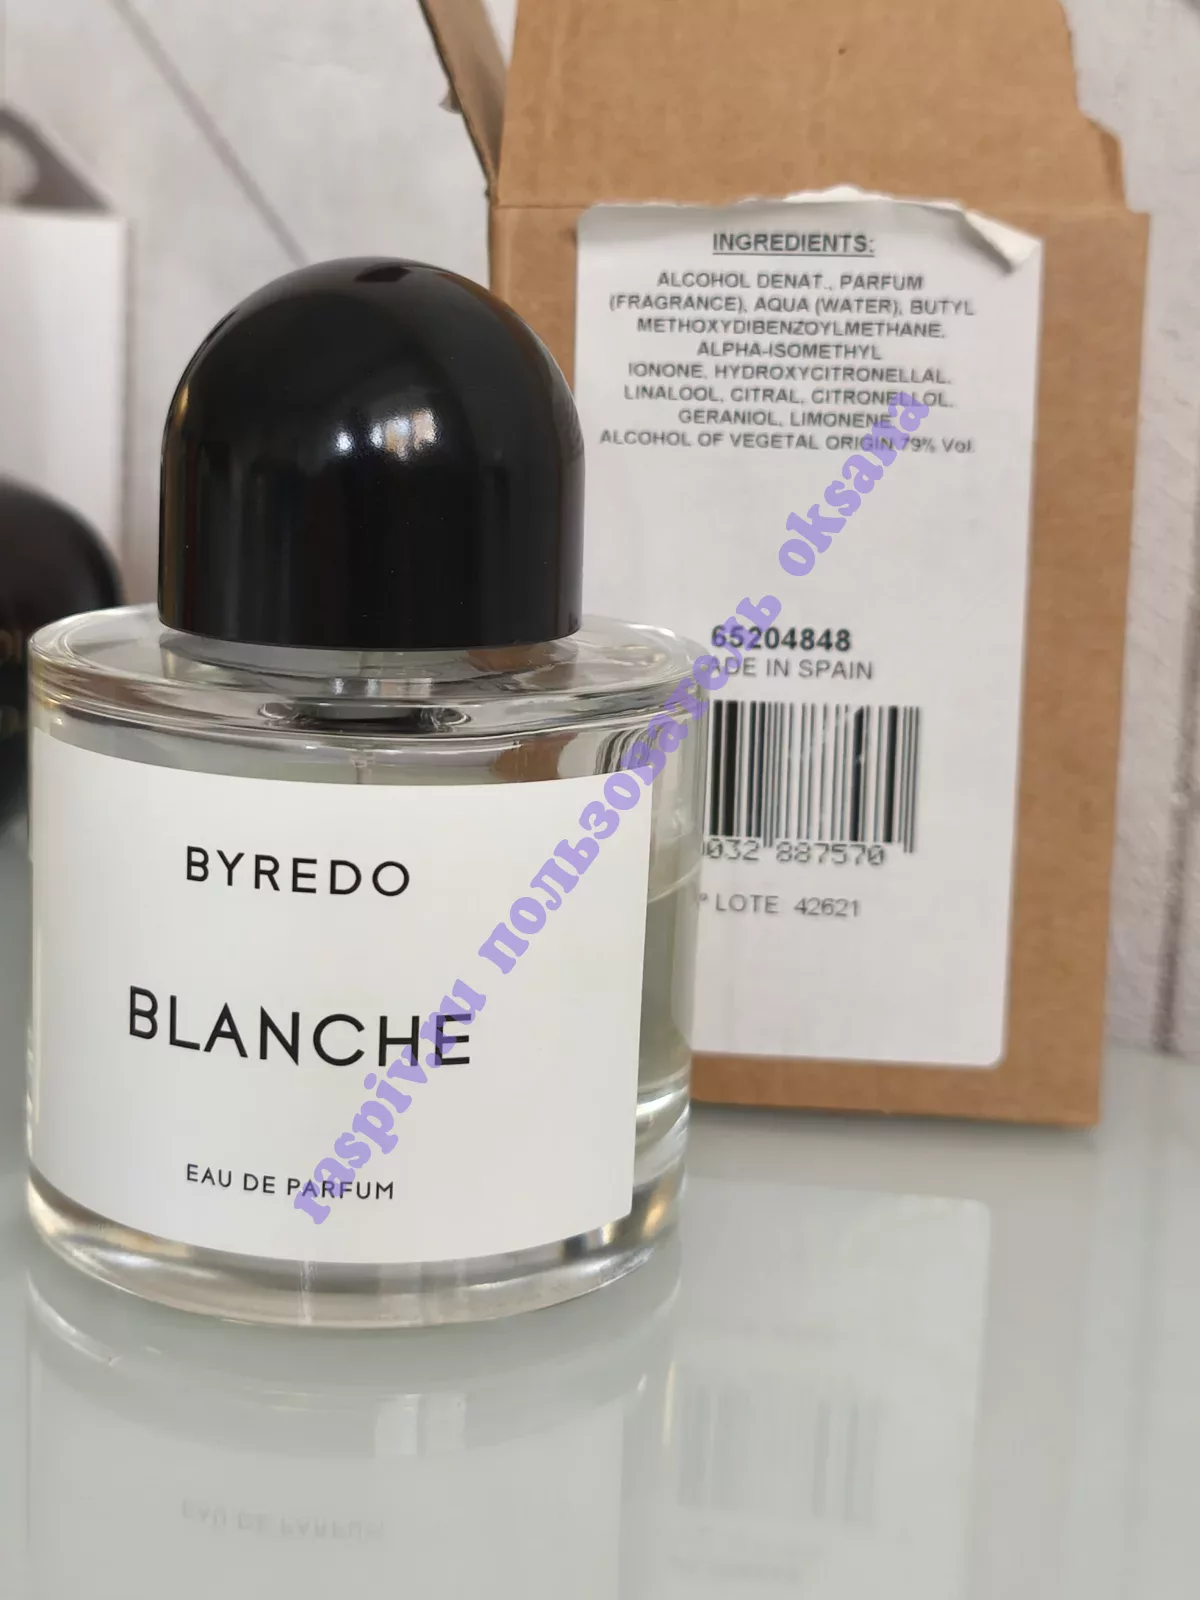 INGREDIENTS:
ALCOHOL DENAT., PARFUM
(FRAGRANCE), AQUA (WATER), BUTYL
METHOXYDIBENZOYLMETHANE,
ALPHA-ISOMETHYL
IONONE, HYDROXYCITRONELLAL,
LINALOOL, CITRAL, CITRONELLOL,
GERANIOL, LIMONENE
ALCOHOL OF VEGETAL ORIGIN 79% Vol.
65204848
ADE IN SPAIN
032 887570
LOTE 42621
BYREDO
BLANCHE
EAU DE PARFUM
raspiv.ru пользователь oksana